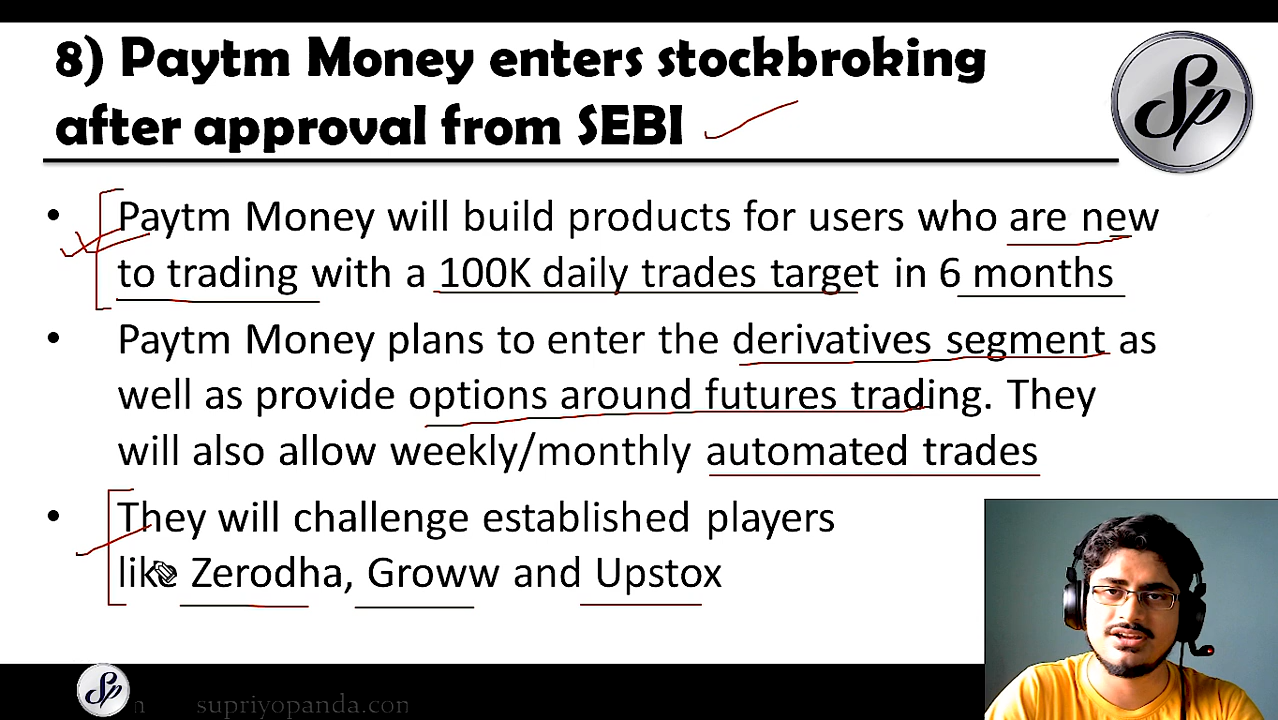 8) Paytm Money enters stockbroking
after approval from SEBI
Sp
• Paytm Money will build products for users who are new
to trading with a 100K daily trades target in 6 months
• Paytm Money plans to enter the derivatives segment as
well as provide options around futures trading. They
will also allow weekly/monthly automated trades
• They will challenge established players
like Zerodha, Groww and Upstox
Sp
supriyopanda.con